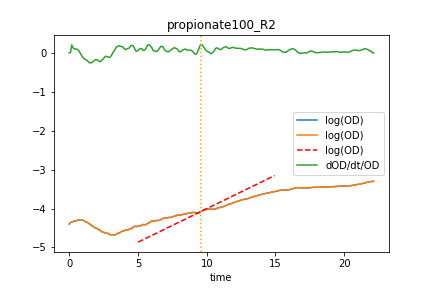 propionate100_R2
0
−1
−2
−3
−4
−5
log(OD)
log(OD)
log(OD)
dOD/dt/OD
0 5 10 15 20
time